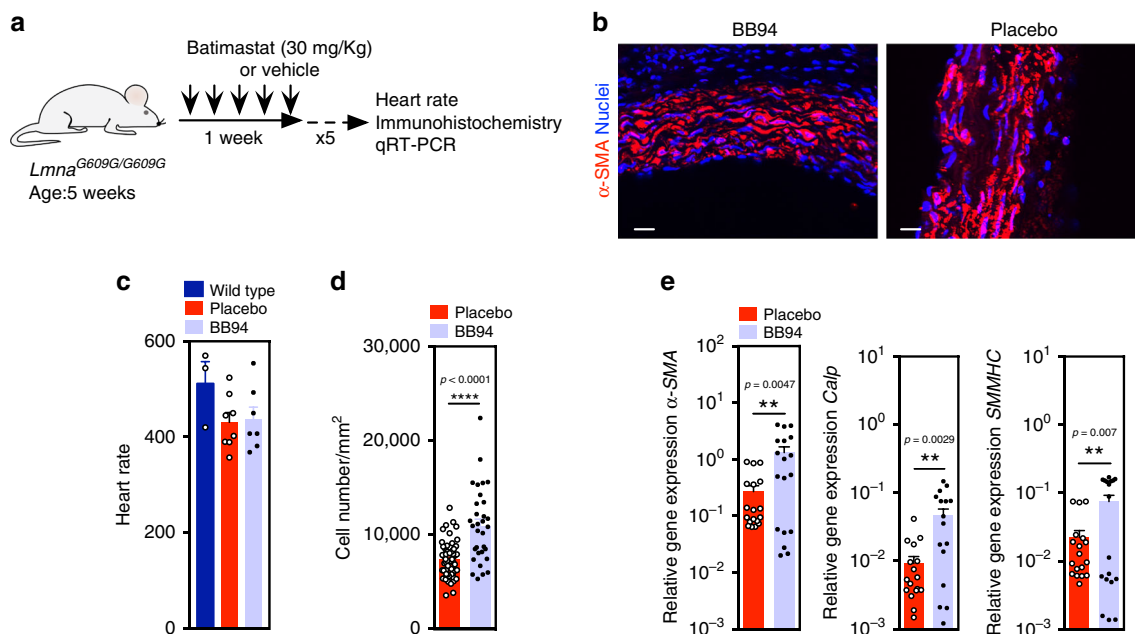 a
Batimastat (30 mg/Kg)
or vehicle
1 week
x5
Heart rate
Immunohistochemistry
qRT-PCR
Lmna^G609G/G609G
Age:5 weeks
b
BB94
Placebo
α-SMA Nuclei
c
Wild type
Placebo
BB94
Heart rate
600
400
200
0
d
Placebo
BB94
Cell number/mm²
30,000
20,000
10,000
0
p < 0.0001
****
e
Placebo
BB94
Relative gene expression α-SMA
10²
10¹
10⁰
10⁻¹
10⁻²
10⁻³
p = 0.0047
**
Relative gene expression Calp
10¹
10⁰
10⁻¹
10⁻²
10⁻³
p = 0.0029
**
Relative gene expression SMMHC
10¹
10⁰
10⁻¹
10⁻²
10⁻³
p = 0.007
**